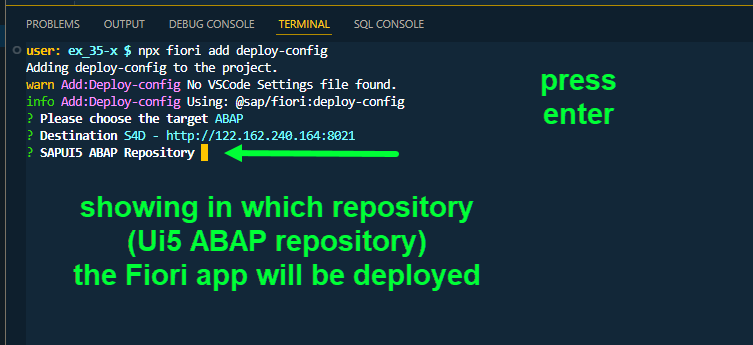 PROBLEMS OUTPUT DEBUG CONSOLE TERMINAL SQL CONSOLE
user: ex_35-x $ npx fiori add deploy-config
Adding deploy-config to the project.
warn Add:Deploy-config No VSCode Settings file found.
info Add:Deploy-config Using: @sap/fiori:deploy-config
? Please choose the target ABAP
? Destination S4D - http://122.162.240.164:8021
? SAPUI5 ABAP Repository
press
enter
showing in which repository
(Ui5 ABAP repository)
the Fiori app will be deployed